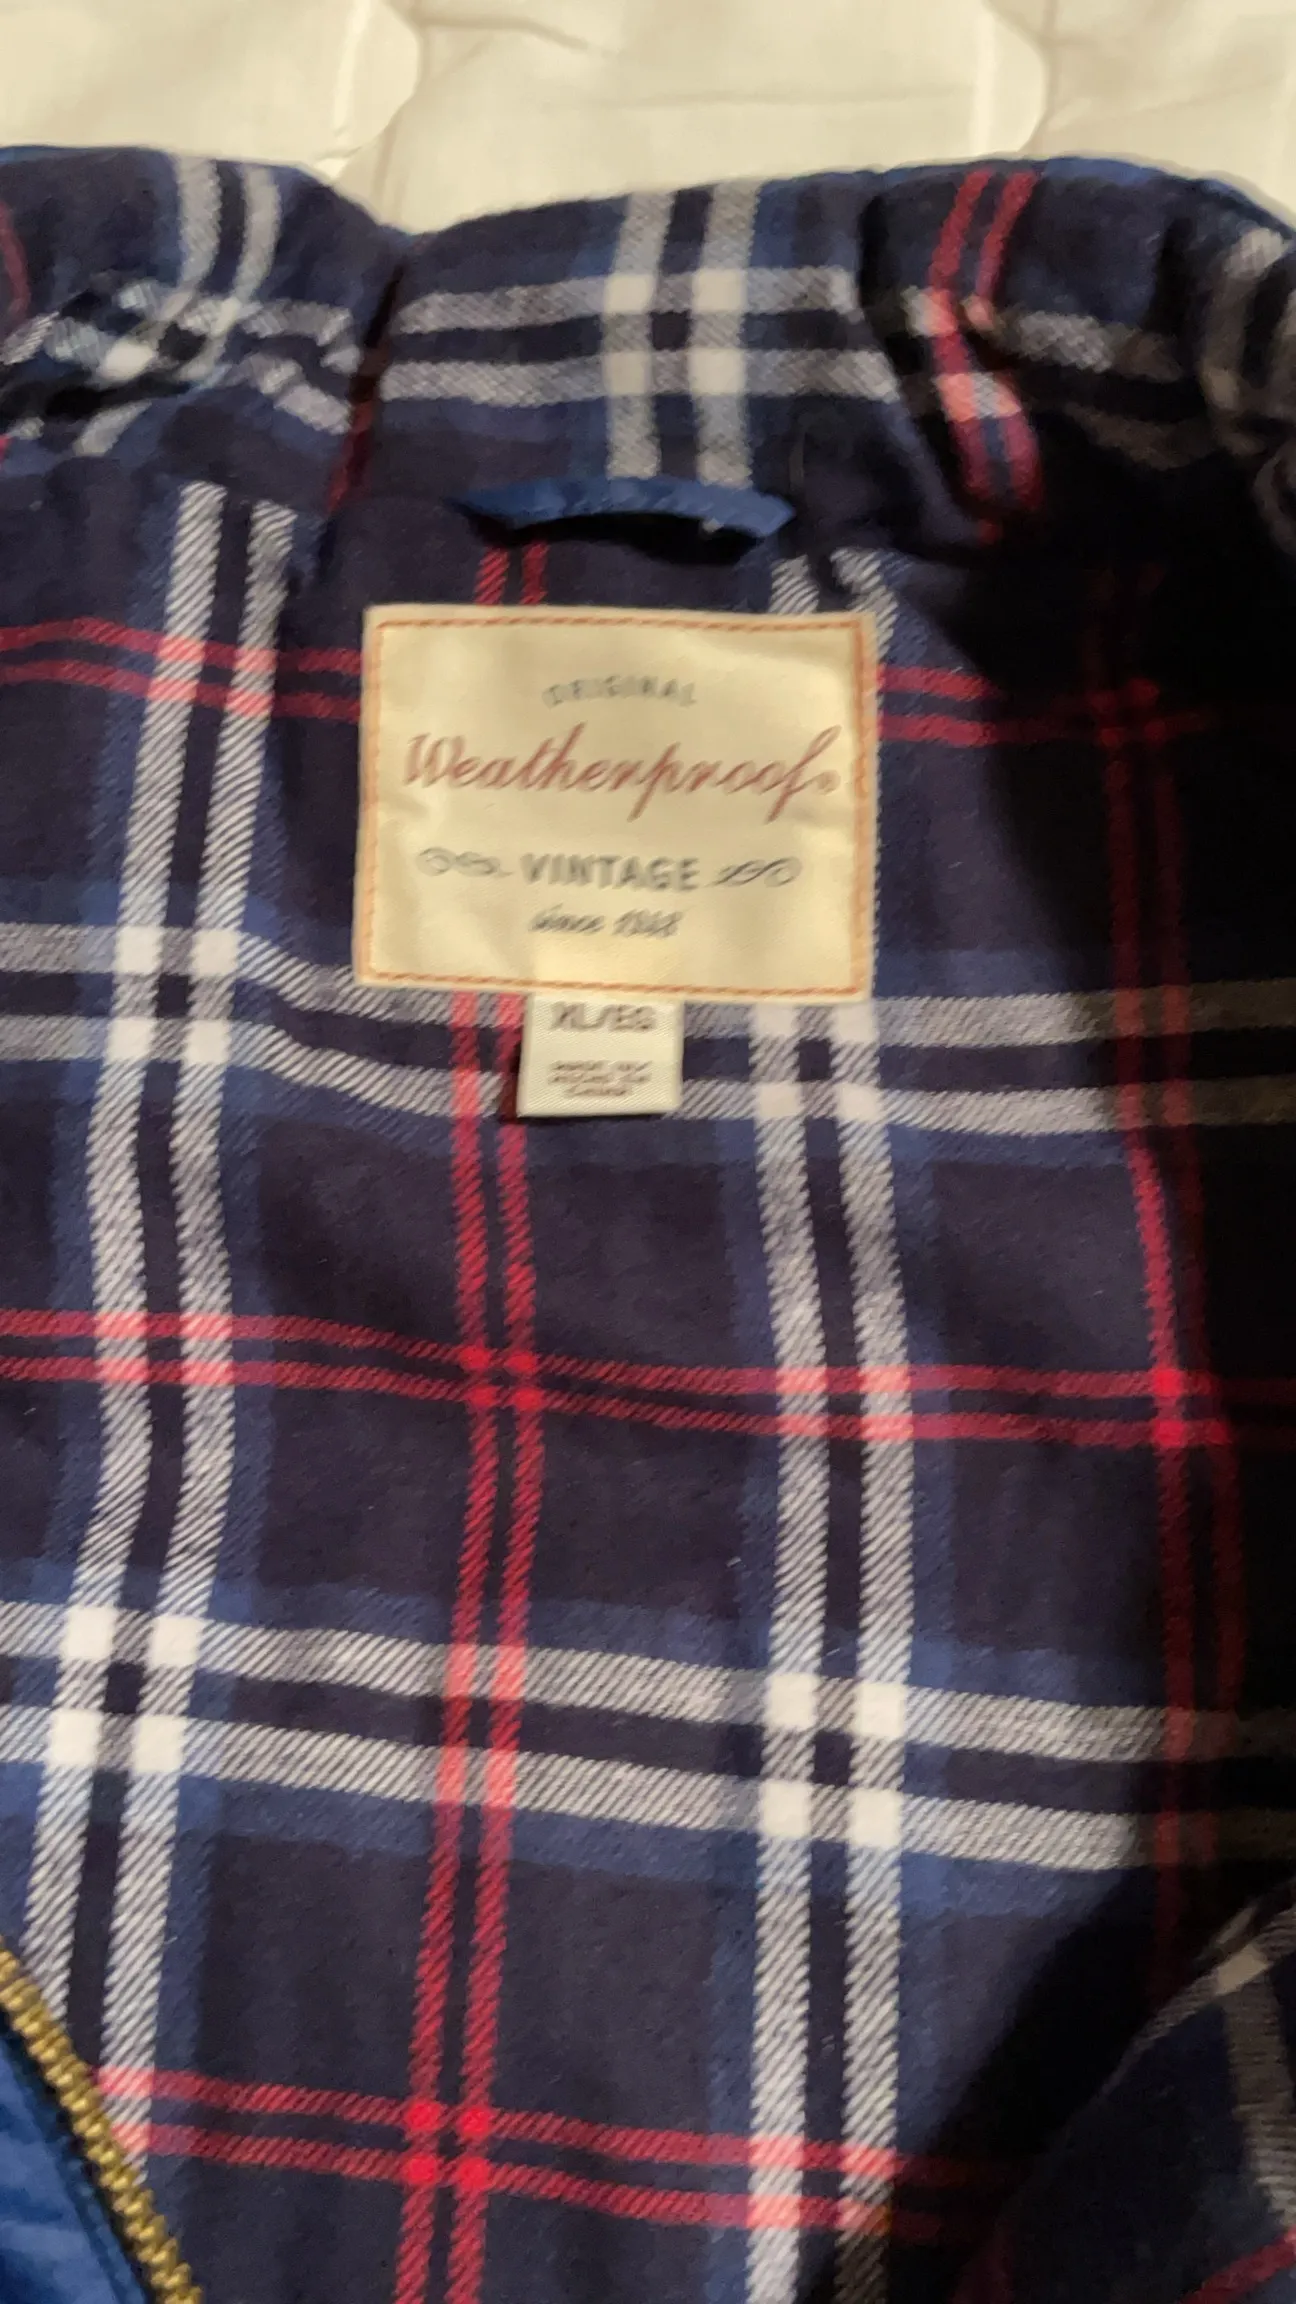 ORIGINAL
Weatherproof®
VINTAGE
since 1948
XL/EG